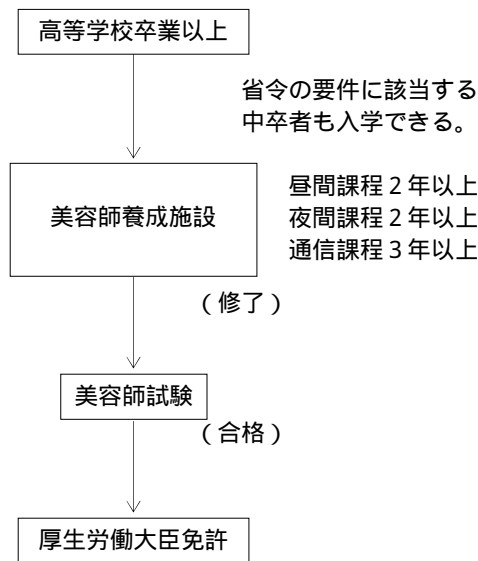 高等学校卒業以上
省令の要件に該当する
中卒者も入学できる。
美容師養成施設
昼間課程２年以上
夜間課程２年以上
通信課程３年以上
（修了）
美容師試験
（合格）
厚生労働大臣免許